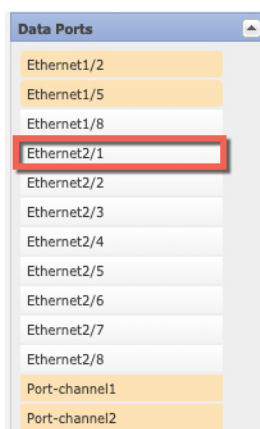 Data Ports
Ethernet1/2
Ethernet1/5
Ethernet1/8
Ethernet2/1
Ethernet2/2
Ethernet2/3
Ethernet2/4
Ethernet2/5
Ethernet2/6
Ethernet2/7
Ethernet2/8
Port-channel1
Port-channel2